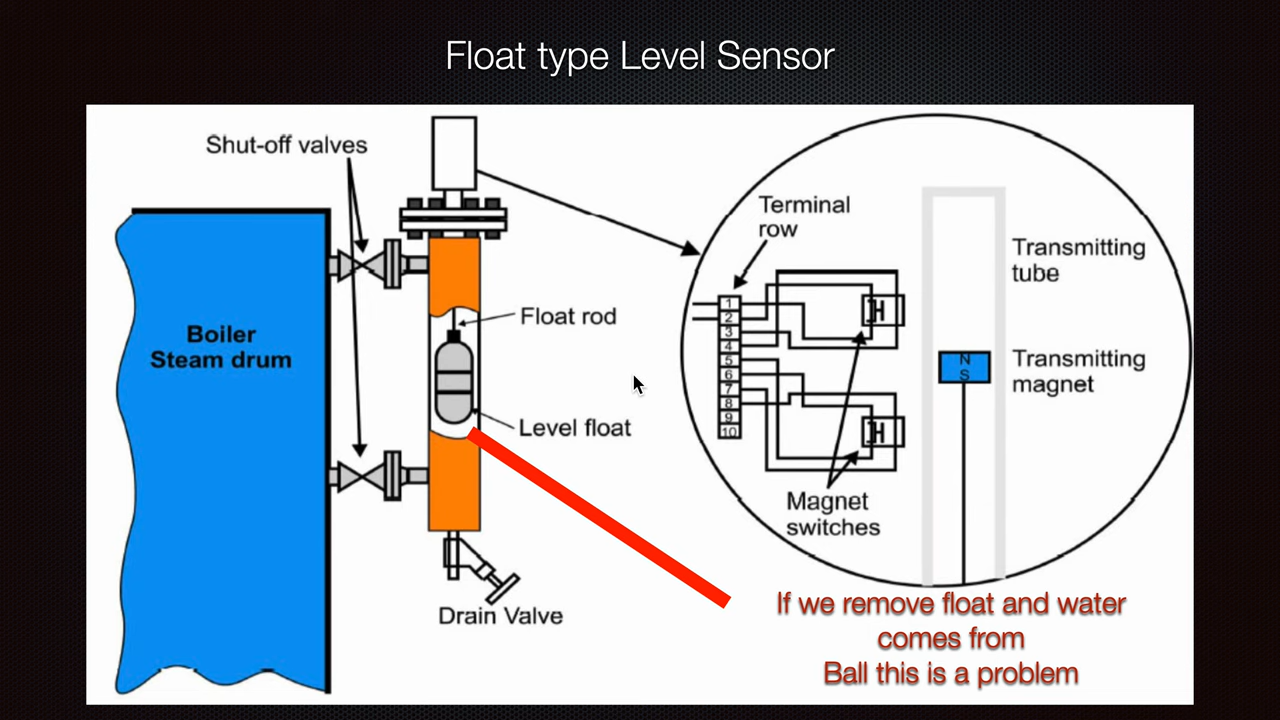 Float type Level Sensor
Shut-off valves
Boiler
Steam drum
Float rod
Level float
Drain Valve
Terminal
row
1
2
3
4
5
6
7
8
9
10
Magnet
switches
N
S
Transmitting
tube
Transmitting
magnet
If we remove float and water
comes from
Ball this is a problem